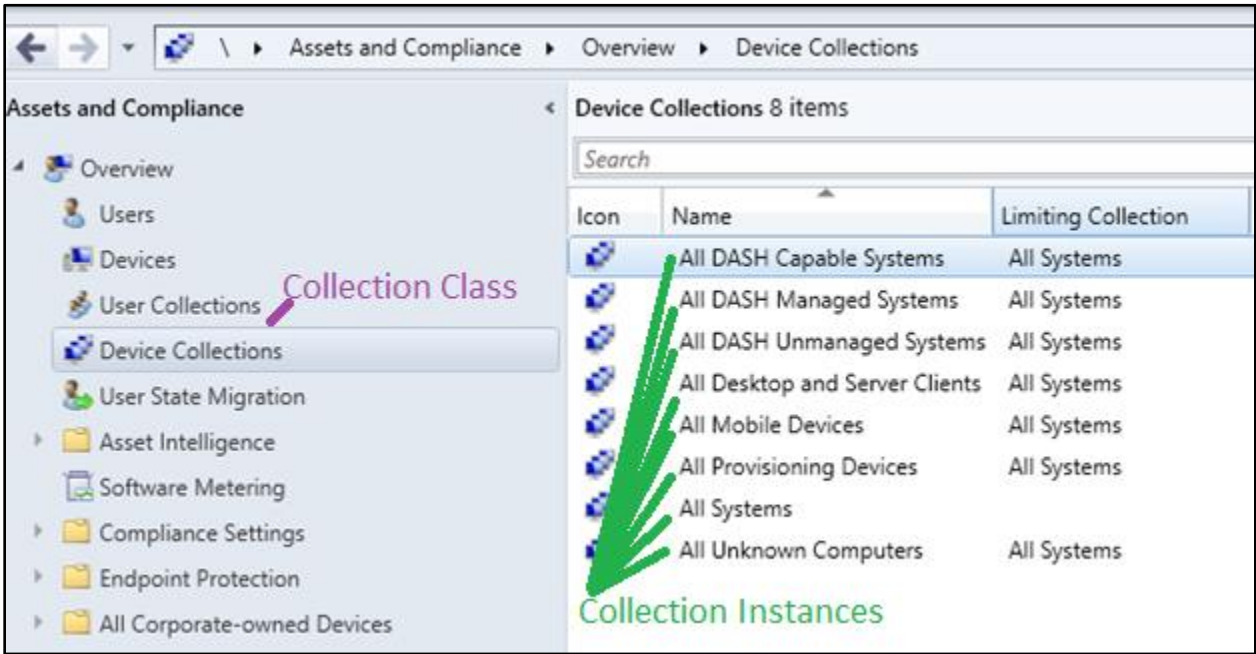 \ Assets and Compliance Overview Device Collections
Assets and Compliance
Overview
Users
Devices
User Collections
Device Collections
User State Migration
Asset Intelligence
Software Metering
Compliance Settings
Endpoint Protection
All Corporate-owned Devices
Collection Class
Device Collections 8 items
Search
Icon Name Limiting Collection
All DASH Capable Systems All Systems
All DASH Managed Systems All Systems
All DASH Unmanaged Systems All Systems
All Desktop and Server Clients All Systems
All Mobile Devices All Systems
All Provisioning Devices All Systems
All Systems
All Unknown Computers All Systems
Collection Instances